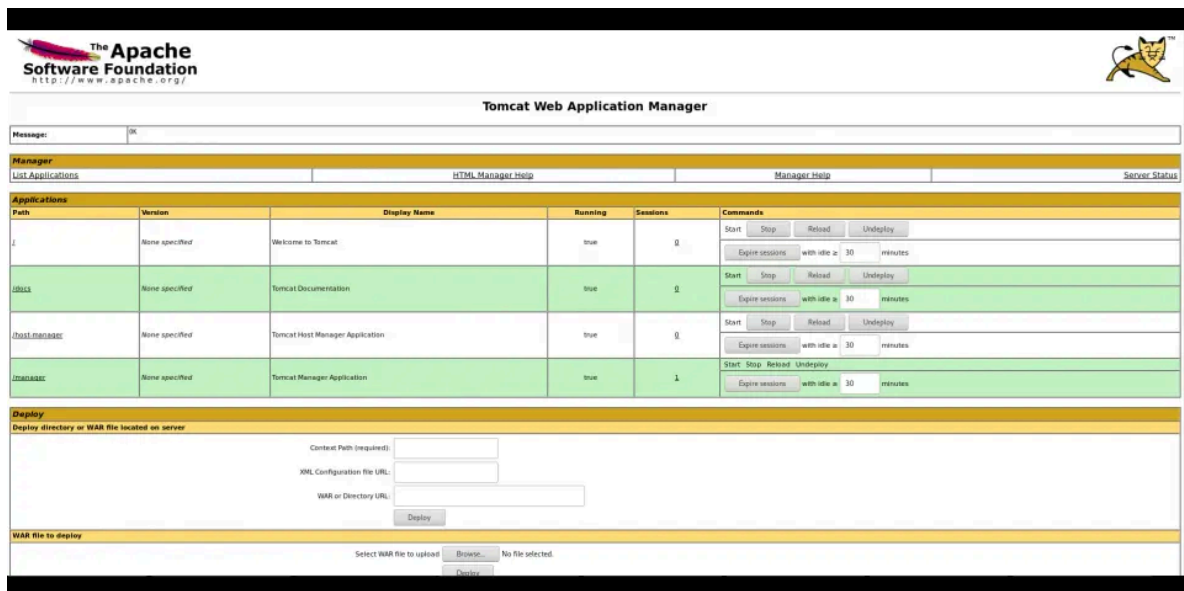 The Apache
Software Foundation
http://www.apache.org/
TM
Tomcat Web Application Manager
Message: OK
Manager
List Applications HTML Manager Help Manager Help Server Status
Applications
Path Version Display Name Running Sessions Commands
/ None specified Welcome to Tomcat true 0 Start Stop Reload Undeploy
Expire sessions with idle ≥ 30 minutes
/docs None specified Tomcat Documentation true 0 Start Stop Reload Undeploy
Expire sessions with idle ≥ 30 minutes
/host-manager None specified Tomcat Host Manager Application true 0 Start Stop Reload Undeploy
Expire sessions with idle ≥ 30 minutes
/manager None specified Tomcat Manager Application true 1 Start Stop Reload Undeploy
Expire sessions with idle ≥ 30 minutes
Deploy
Deploy directory or WAR file located on server
Context Path (required):
XML Configuration file URL:
WAR or Directory URL:
Deploy
WAR file to deploy
Select WAR file to upload Browse... No file selected.
Deploy